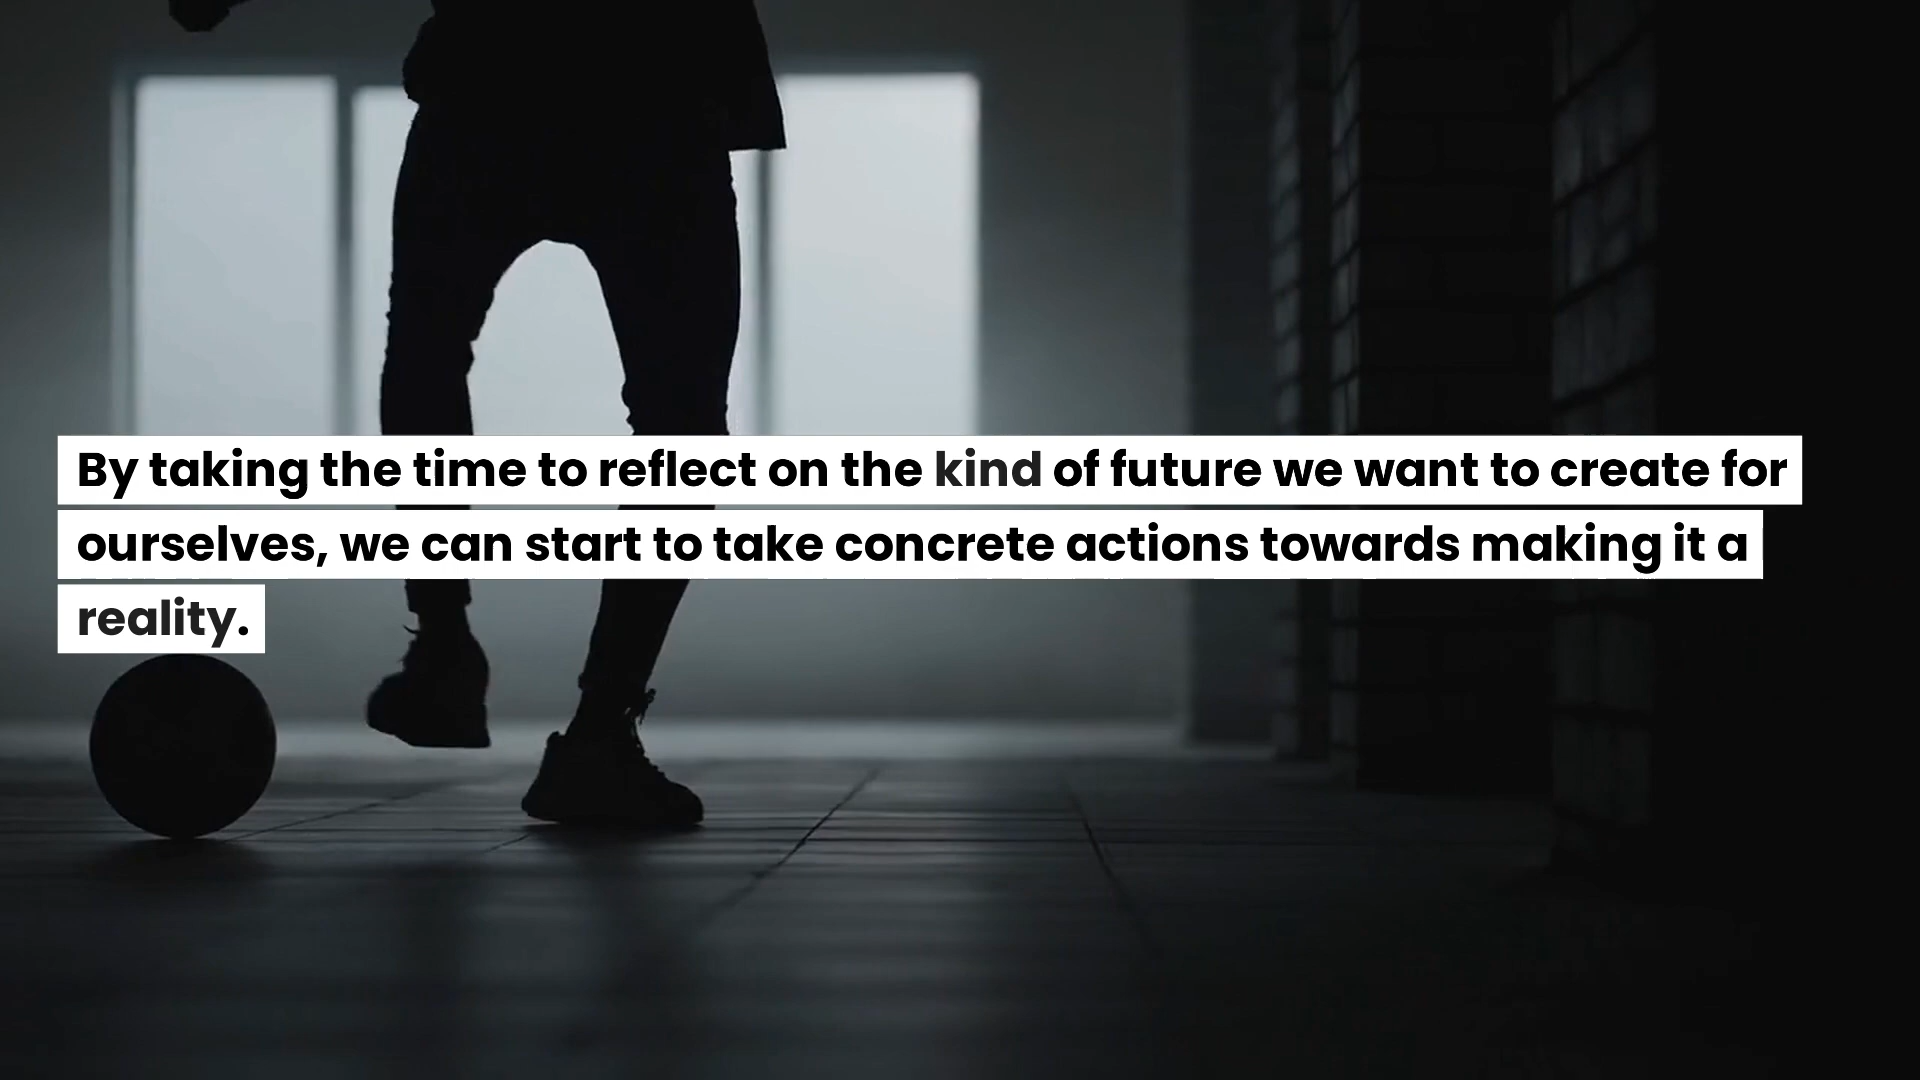 By taking the time to reflect on the kind of future we want to create for
ourselves, we can start to take concrete actions towards making it a
reality.